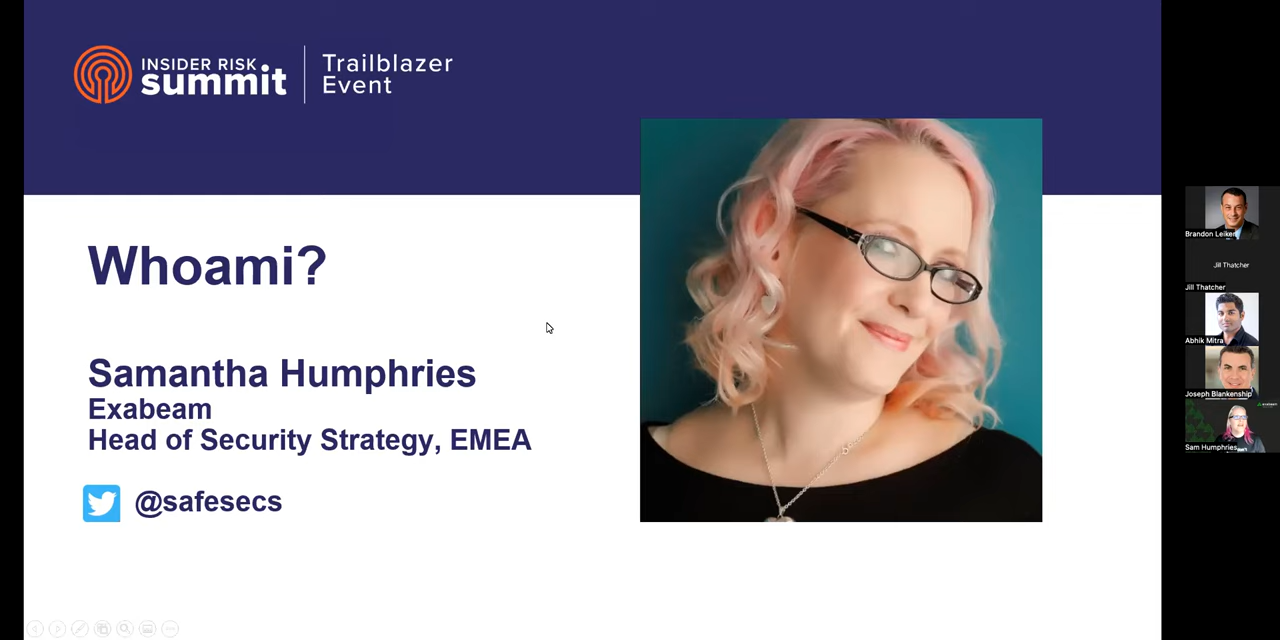 INSIDER RISK
summit
Trailblazer
Event
Whoami?
Samantha Humphries
Exabeam
Head of Security Strategy, EMEA
@safesecs
Brandon Leiker
Jill Thatcher
Jill Thatcher
Abhik Mitra
Joseph Blankenship
Sam Humphries